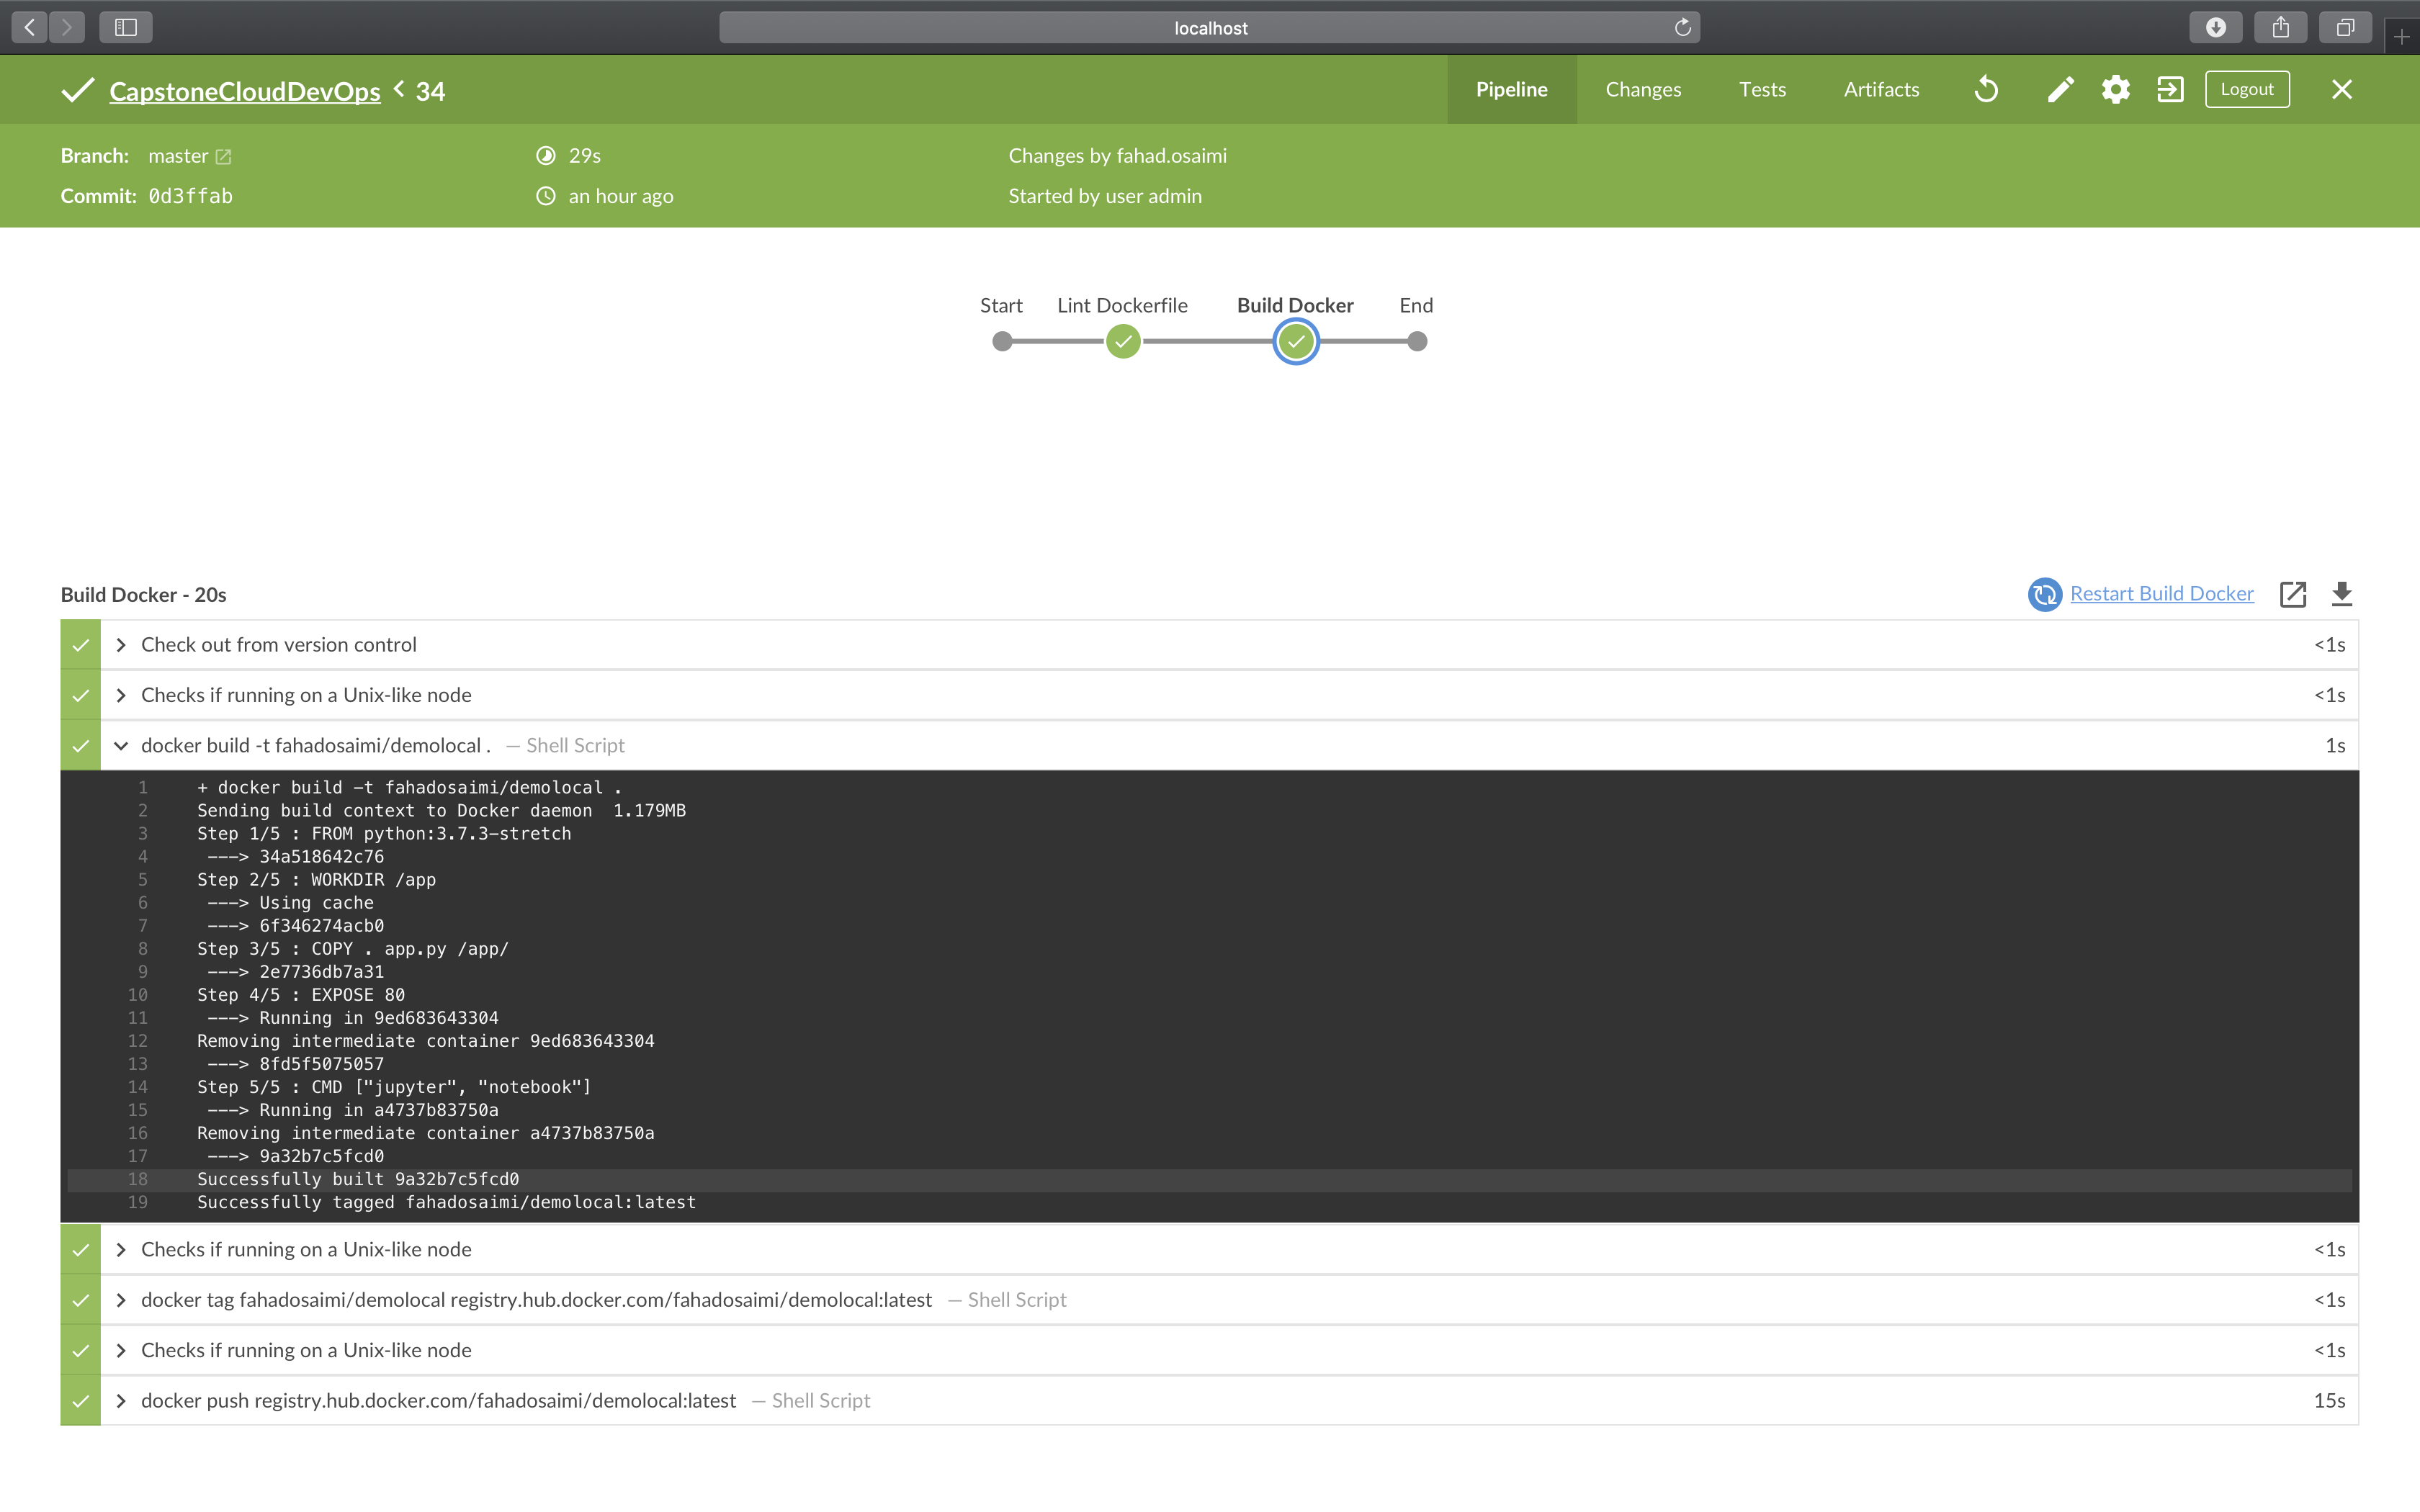 localhost
CapstoneCloudDevOps < 34
Pipeline Changes Tests Artifacts Logout
Branch: master 29s Changes by fahad.osaimi
Commit: 0d3ffab an hour ago Started by user admin
Start Lint Dockerfile Build Docker End
Build Docker - 20s Restart Build Docker
Check out from version control <1s
Checks if running on a Unix-like node <1s
docker build -t fahadosaimi/demolocal . — Shell Script 1s
1 + docker build -t fahadosaimi/demolocal .
2 Sending build context to Docker daemon 1.179MB
3 Step 1/5 : FROM python:3.7.3-stretch
4 ---> 34a518642c76
5 Step 2/5 : WORKDIR /app
6 ---> Using cache
7 ---> 6f346274acb0
8 Step 3/5 : COPY . app.py /app/
9 ---> 2e7736db7a31
10 Step 4/5 : EXPOSE 80
11 ---> Running in 9ed683643304
12 Removing intermediate container 9ed683643304
13 ---> 8fd5f5075057
14 Step 5/5 : CMD ["jupyter", "notebook"]
15 ---> Running in a4737b83750a
16 Removing intermediate container a4737b83750a
17 ---> 9a32b7c5fcd0
18 Successfully built 9a32b7c5fcd0
19 Successfully tagged fahadosaimi/demolocal:latest
Checks if running on a Unix-like node <1s
docker tag fahadosaimi/demolocal registry.hub.docker.com/fahadosaimi/demolocal:latest — Shell Script <1s
Checks if running on a Unix-like node <1s
docker push registry.hub.docker.com/fahadosaimi/demolocal:latest — Shell Script 15s